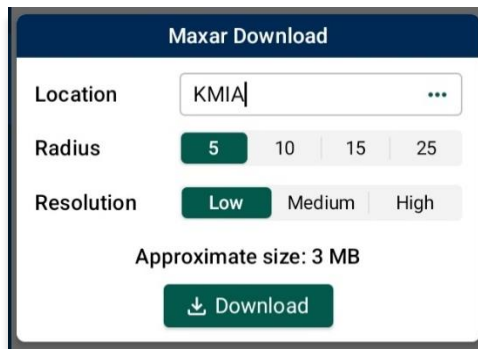 Maxar Download
Location KMIA •••
Radius 5 10 15 25
Resolution Low Medium High
Approximate size: 3 MB
Download